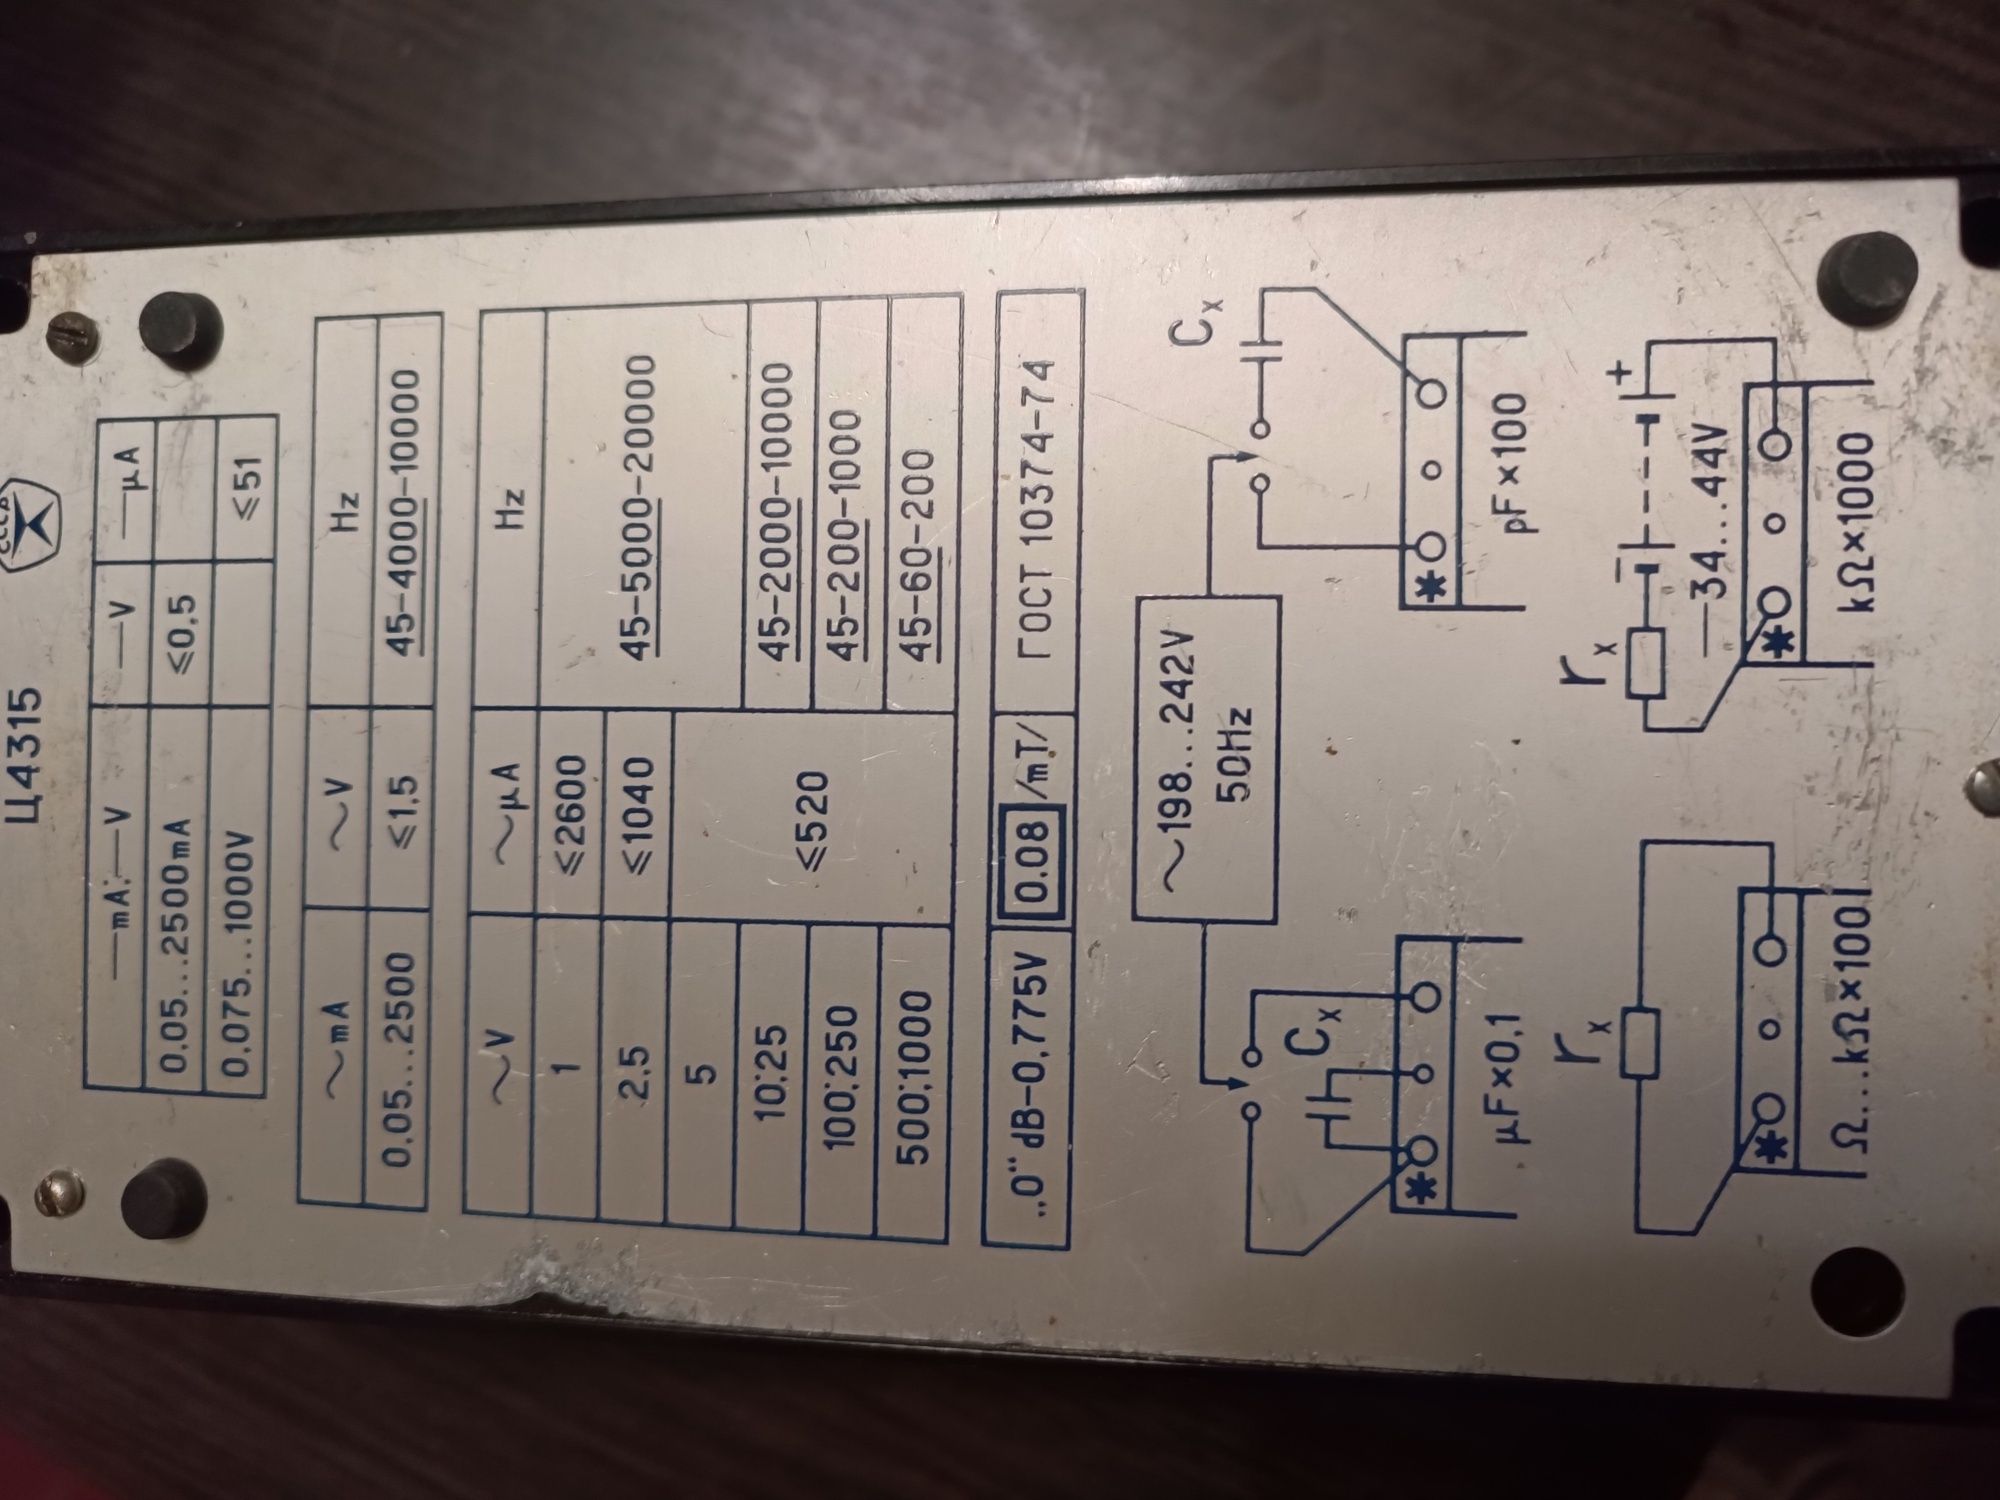 Ц4315
СССР
—mA;—V —V —μA
0,05...2500mA ≤0,5
0,075...1000V ≤51
~mA ~V Hz
0,05...2500 ≤1,5 45-4000-10000
~V ~μA Hz
1 ≤2600 45-5000-20000
2,5 ≤1040
5 ≤520
10;25 45-2000-10000
100;250 45-200-1000
500;1000 45-60-200
„0“ dB-0,775V 0.08 /mT/ ГОСТ 10374-74
~198...242V
50Hz
Cx
Cx
* μF×0,1
* pF×100
rx
rx
− +
—34...44V
* Ω...kΩ×100
* kΩ×1000